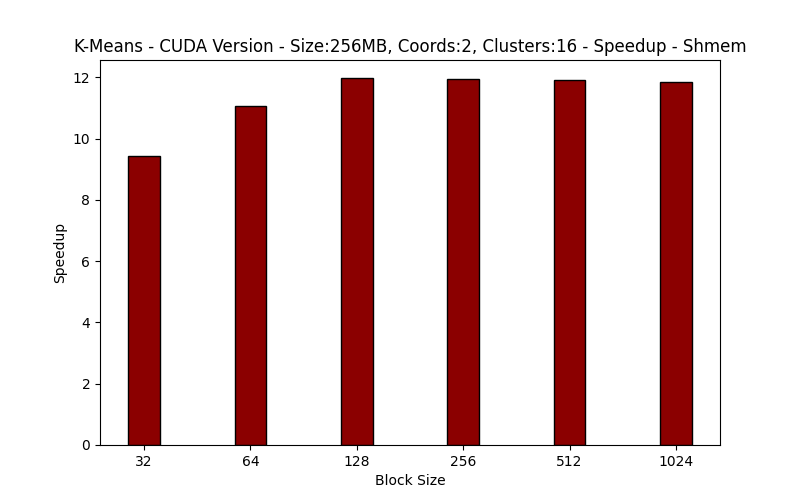 K-Means - CUDA Version - Size:256MB, Coords:2, Clusters:16 - Speedup - Shmem
12
10
8
6
4
2
0
Speedup
32 64 128 256 512 1024
Block Size